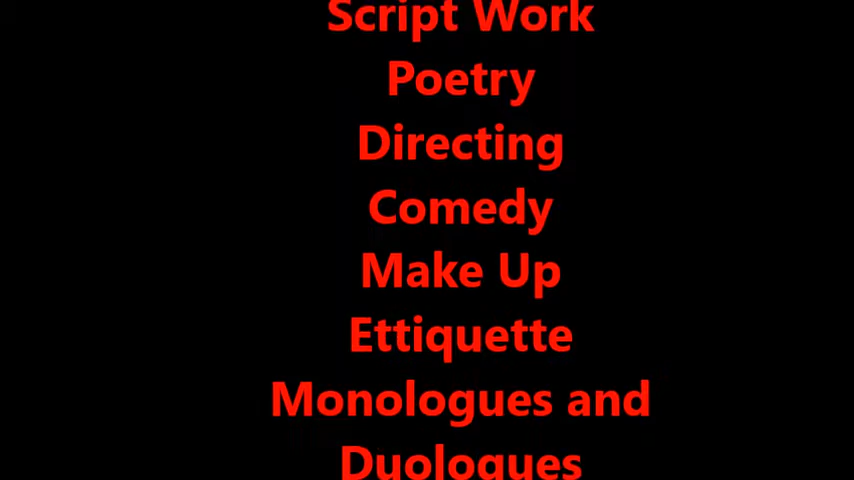 Script Work
Poetry
Directing
Comedy
Make Up
Ettiquette
Monologues and
Duologues